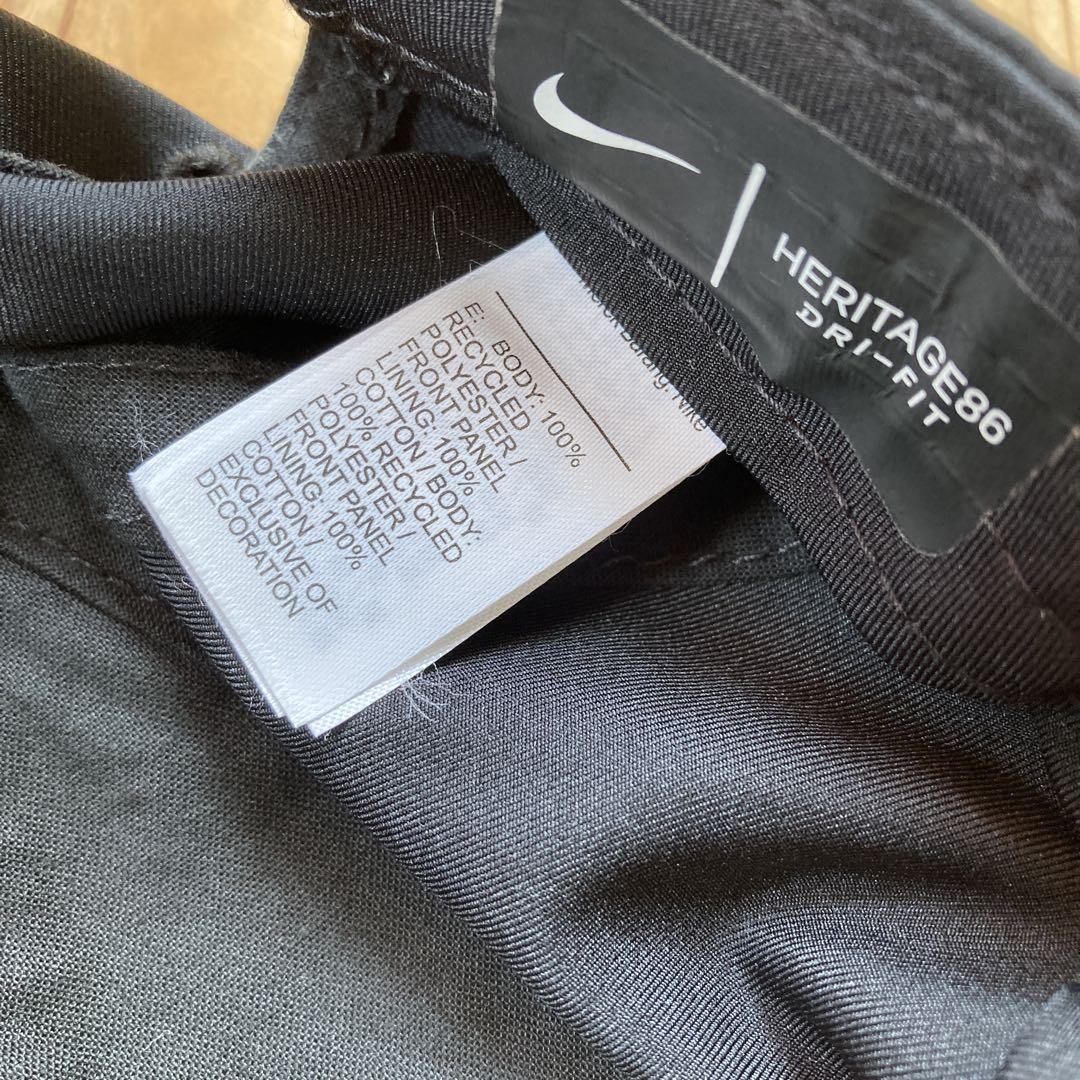 HERITAGE86
DRI-FIT
E: BODY: 100%
RECYCLED
POLYESTER /
FRONT PANEL
LINING: 100%
COTTON / BODY:
100% RECYCLED
POLYESTER /
FRONT PANEL
LINING: 100%
COTTON /
EXCLUSIVE OF
DECORATION